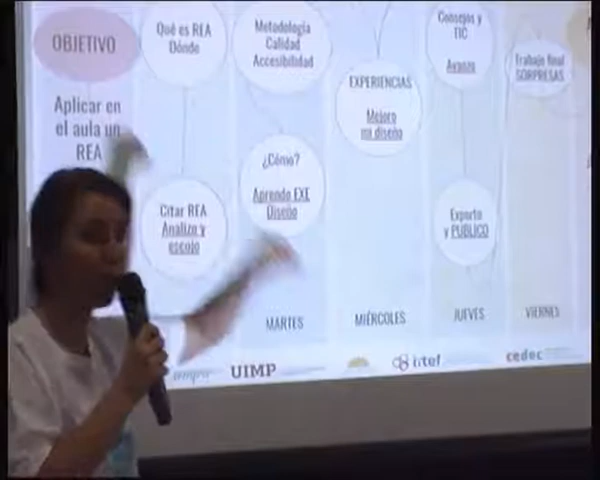 OBJETIVO
Aplicar en
el aula un
REA
Qué es REA
Dónde
Citar REA
Analizo y
escojo
Metodología
Calidad
Accesibilidad
¿Cómo?
Aprendo EXE
Diseño
MARTES
EXPERIENCIAS
Mejoro
mi diseño
MIÉRCOLES
Consejos y
TIC
Avanzo
Exporto
y PUBLICO
JUEVES
Trabajo final
SORPRESAS
VIERNES
UIMP
intef
cedec